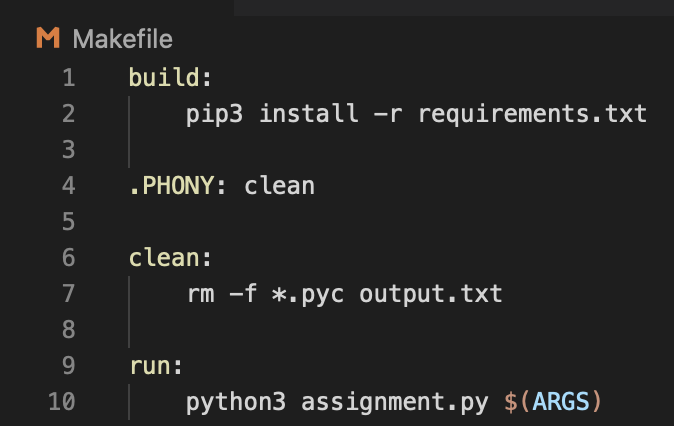 Makefile
1 build:
2 pip3 install -r requirements.txt
3
4 .PHONY: clean
5
6 clean:
7 rm -f *.pyc output.txt
8
9 run:
10 python3 assignment.py $(ARGS)